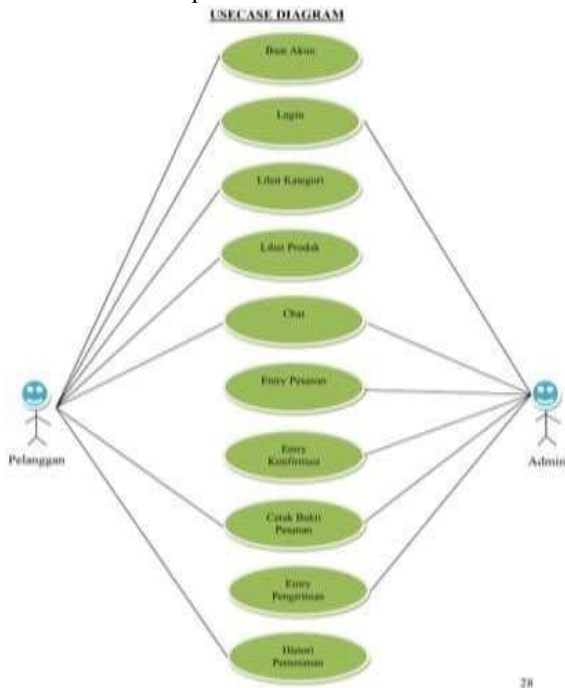 USECASE DIAGRAM
Buat Akun
Login
Lihat Kategori
Lihat Produk
Chat
Entry Pesanan
Entry
Konfirmasi
Cetak Bukti
Pesanan
Entry
Pengiriman
Histori
Pemesanan
Pelanggan
Admin
28